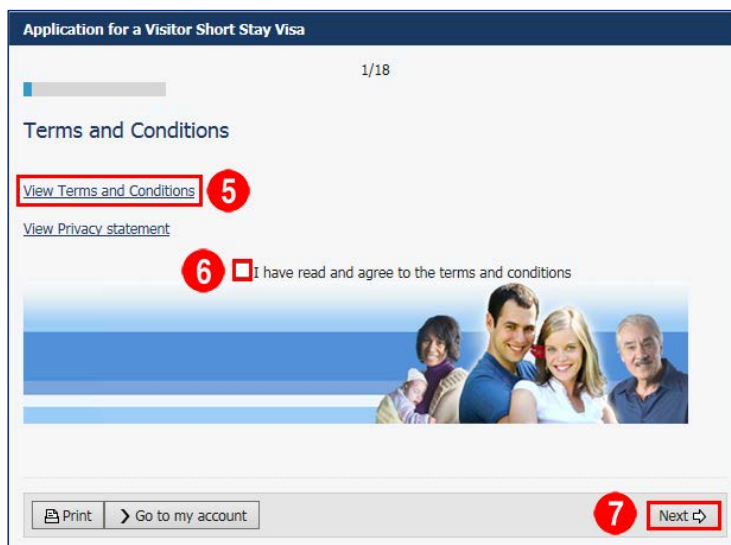 Application for a Visitor Short Stay Visa
1/18
Terms and Conditions
View Terms and Conditions 5
View Privacy statement
6 I have read and agree to the terms and conditions
Print Go to my account 7 Next